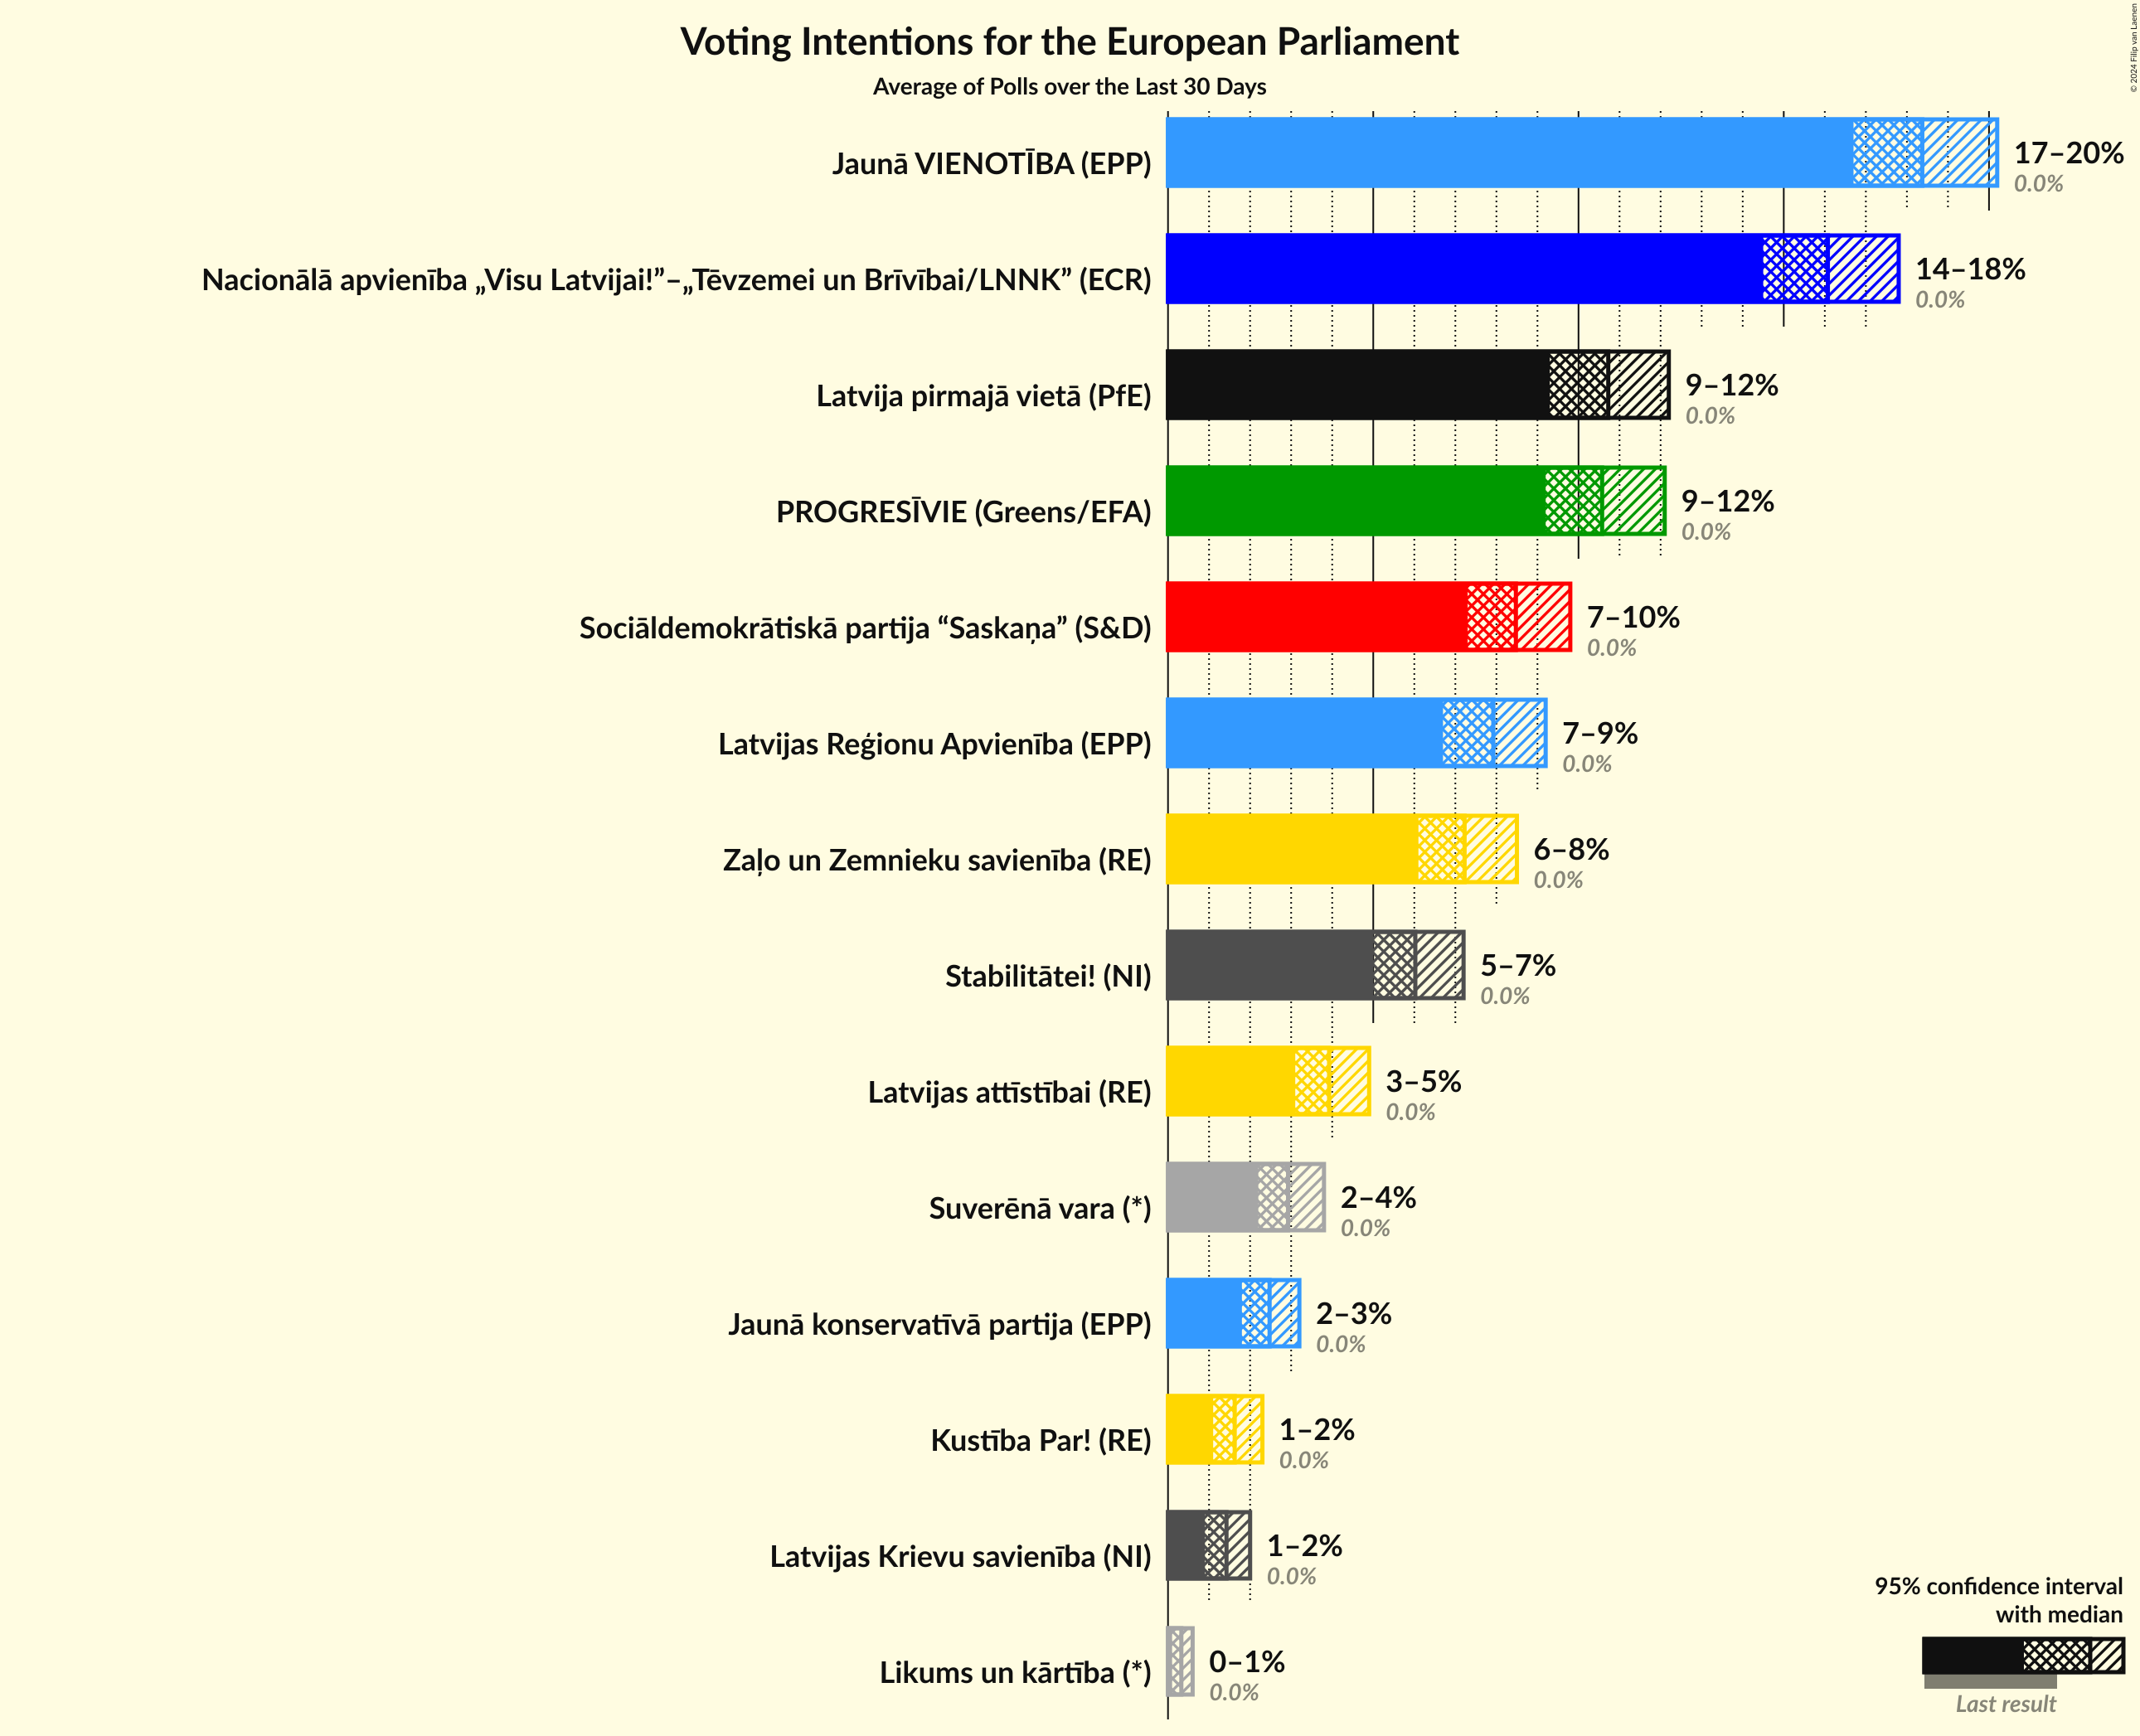 Voting Intentions for the European Parliament
Average of Polls over the Last 30 Days
© 2024 Filip van Laenen
Jaunā VIENOTĪBA (EPP)
17–20%
0.0%
Nacionālā apvienība „Visu Latvijai!”–„Tēvzemei un Brīvībai/LNNK” (ECR)
14–18%
0.0%
Latvija pirmajā vietā (PfE)
9–12%
0.0%
PROGRESĪVIE (Greens/EFA)
9–12%
0.0%
Sociāldemokrātiskā partija “Saskaņa” (S&D)
7–10%
0.0%
Latvijas Reģionu Apvienība (EPP)
7–9%
0.0%
Zaļo un Zemnieku savienība (RE)
6–8%
0.0%
Stabilitātei! (NI)
5–7%
0.0%
Latvijas attīstībai (RE)
3–5%
0.0%
Suverēnā vara (*)
2–4%
0.0%
Jaunā konservatīvā partija (EPP)
2–3%
0.0%
Kustība Par! (RE)
1–2%
0.0%
Latvijas Krievu savienība (NI)
1–2%
0.0%
Likums un kārtība (*)
0–1%
0.0%
95% confidence interval
with median
Last result